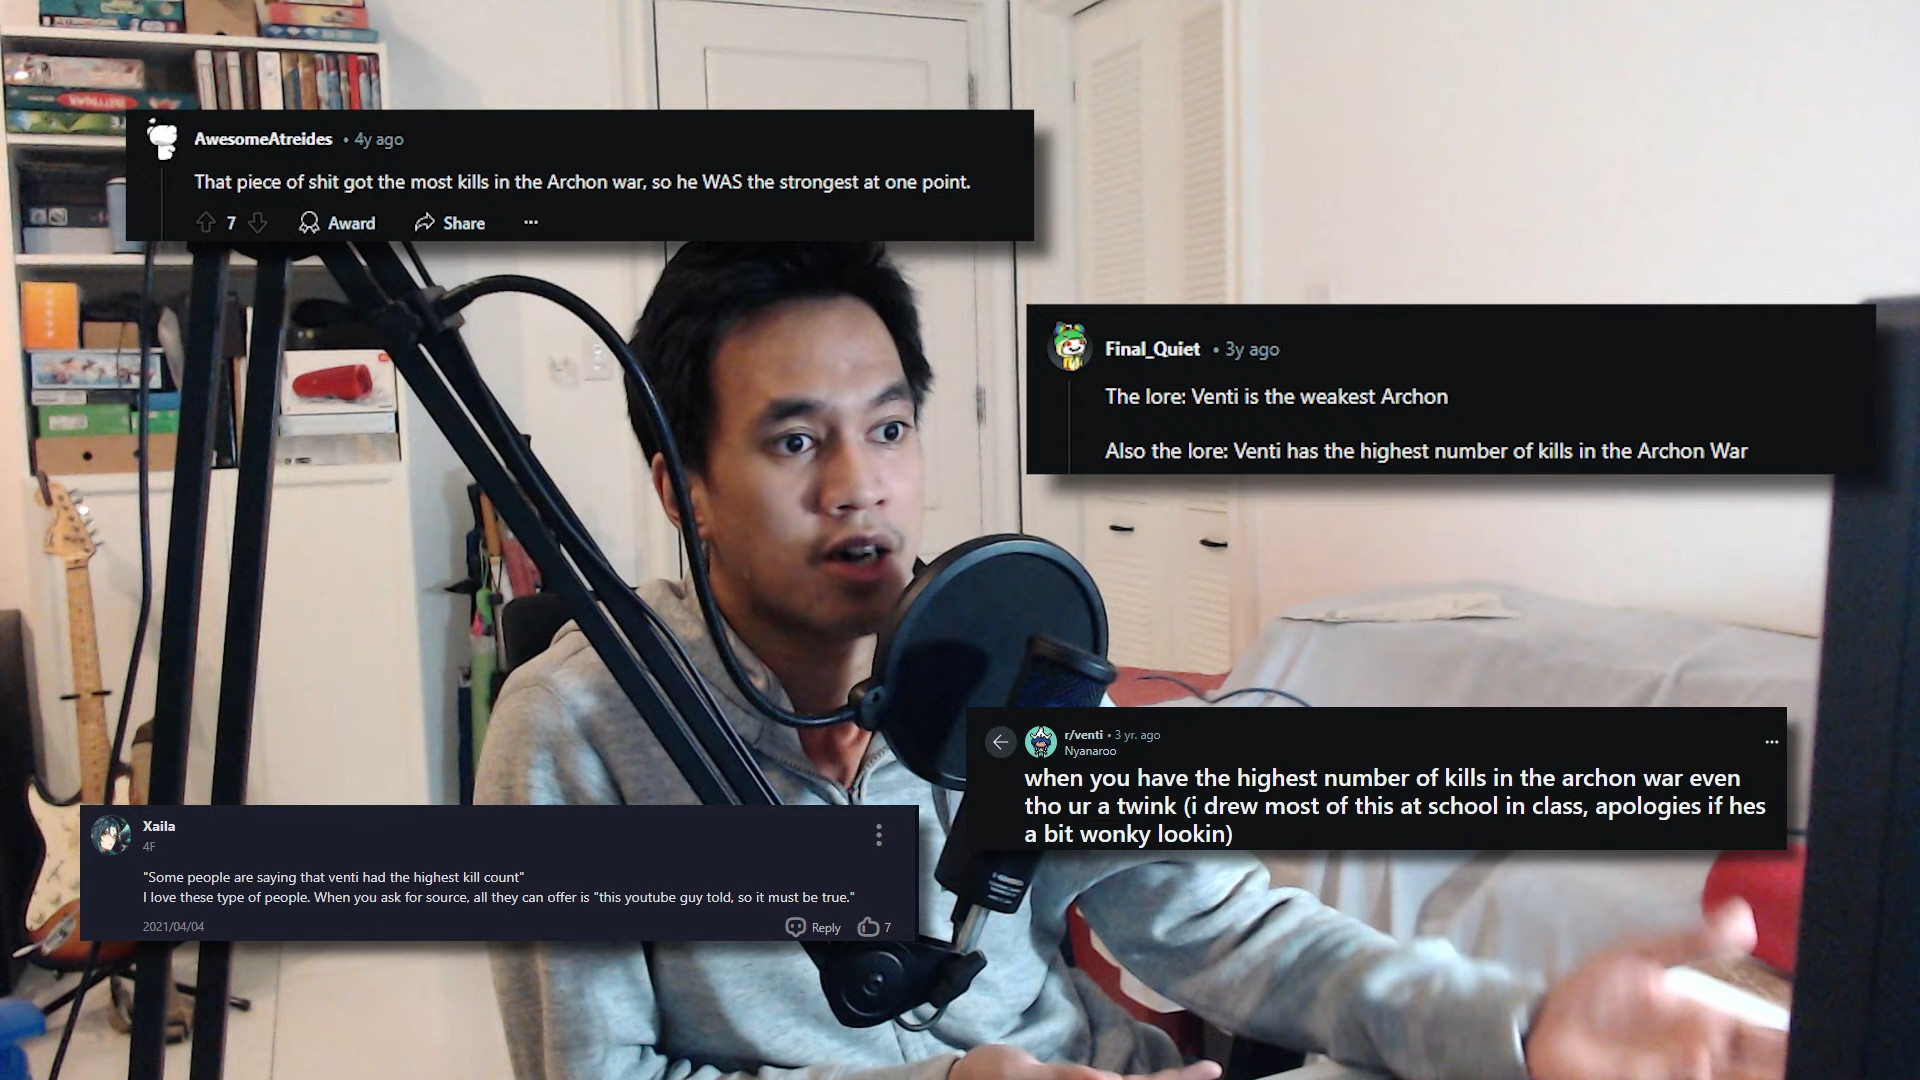 AwesomeAtreides • 4y ago
That piece of shit got the most kills in the Archon war, so he WAS the strongest at one point.
7 Award Share ...
Final_Quiet • 3y ago
The lore: Venti is the weakest Archon
Also the lore: Venti has the highest number of kills in the Archon War
r/venti • 3 yr. ago
Nyanaroo
when you have the highest number of kills in the archon war even
tho ur a twink (i drew most of this at school in class, apologies if hes
a bit wonky lookin)
Xaila
4F
"Some people are saying that venti had the highest kill count"
I love these type of people. When you ask for source, all they can offer is "this youtube guy told, so it must be true."
2021/04/04
Reply 7